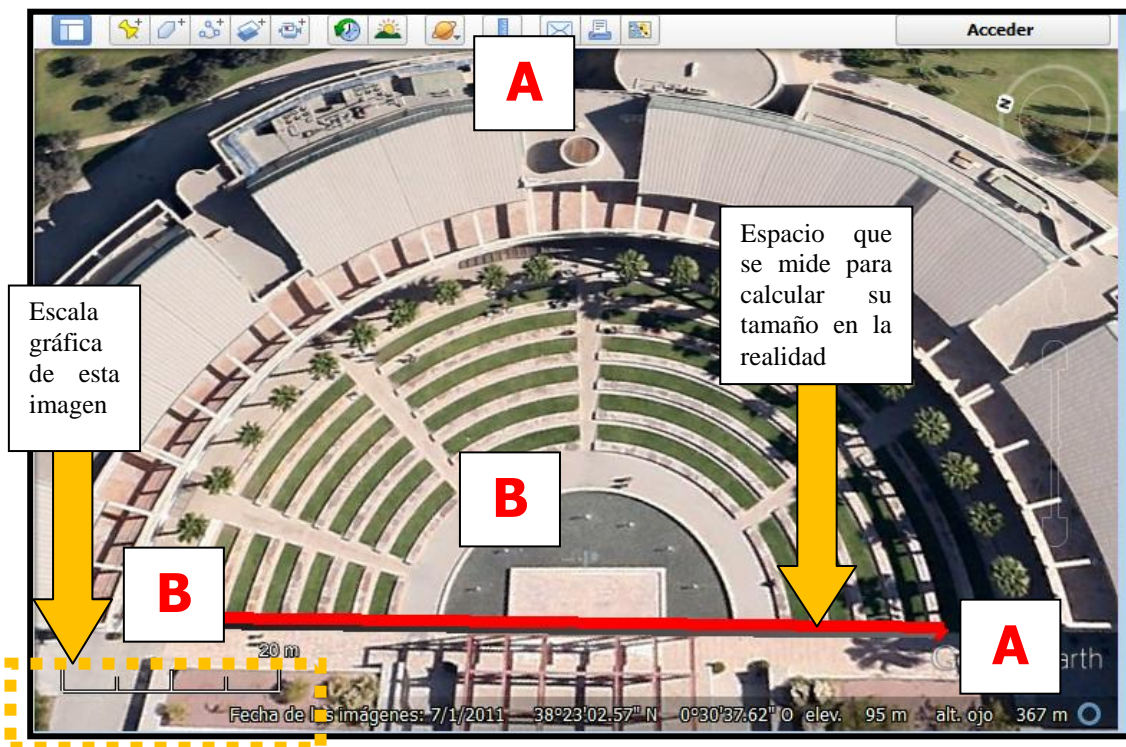 Acceder
A
N
Espacio que
se mide para
calcular su
tamaño en la
realidad
Escala
gráfica
de esta
imagen
B
B
A
20 m
earth
Fecha de las imágenes: 7/1/2011 38°23'02.57" N 0°30'37.62" O elev. 95 m alt. ojo 367 m